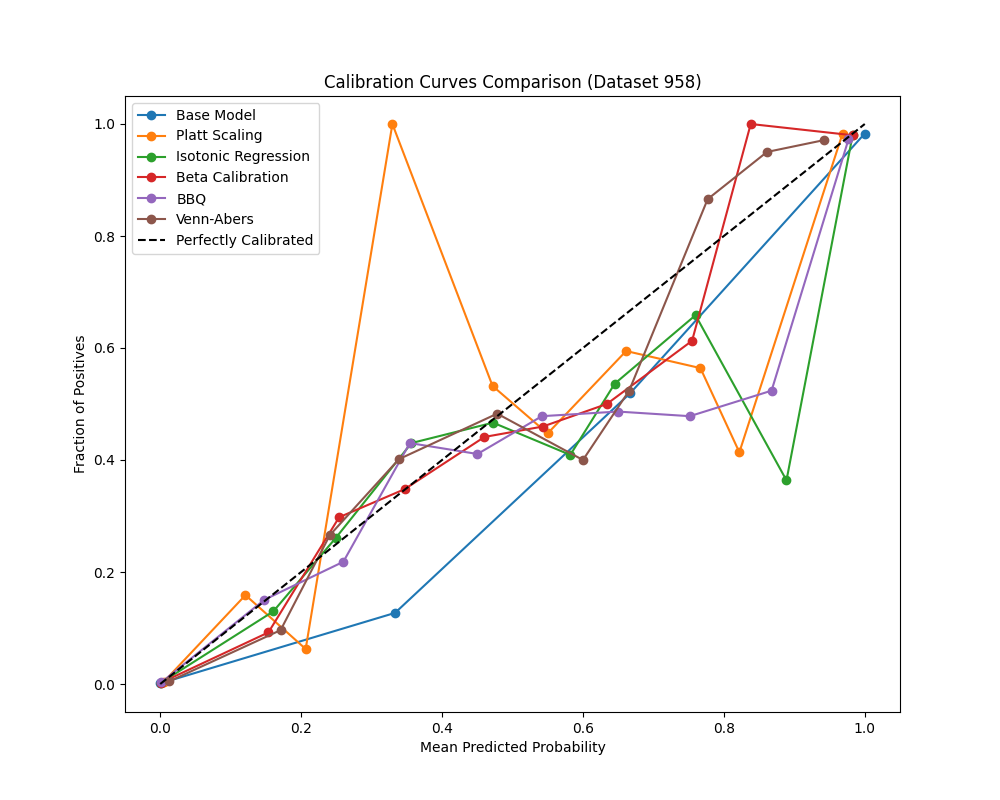 Calibration Curves Comparison (Dataset 958)
Base Model
Platt Scaling
Isotonic Regression
Beta Calibration
BBQ
Venn-Abers
Perfectly Calibrated
Fraction of Positives
1.0
0.8
0.6
0.4
0.2
0.0
0.0 0.2 0.4 0.6 0.8 1.0
Mean Predicted Probability